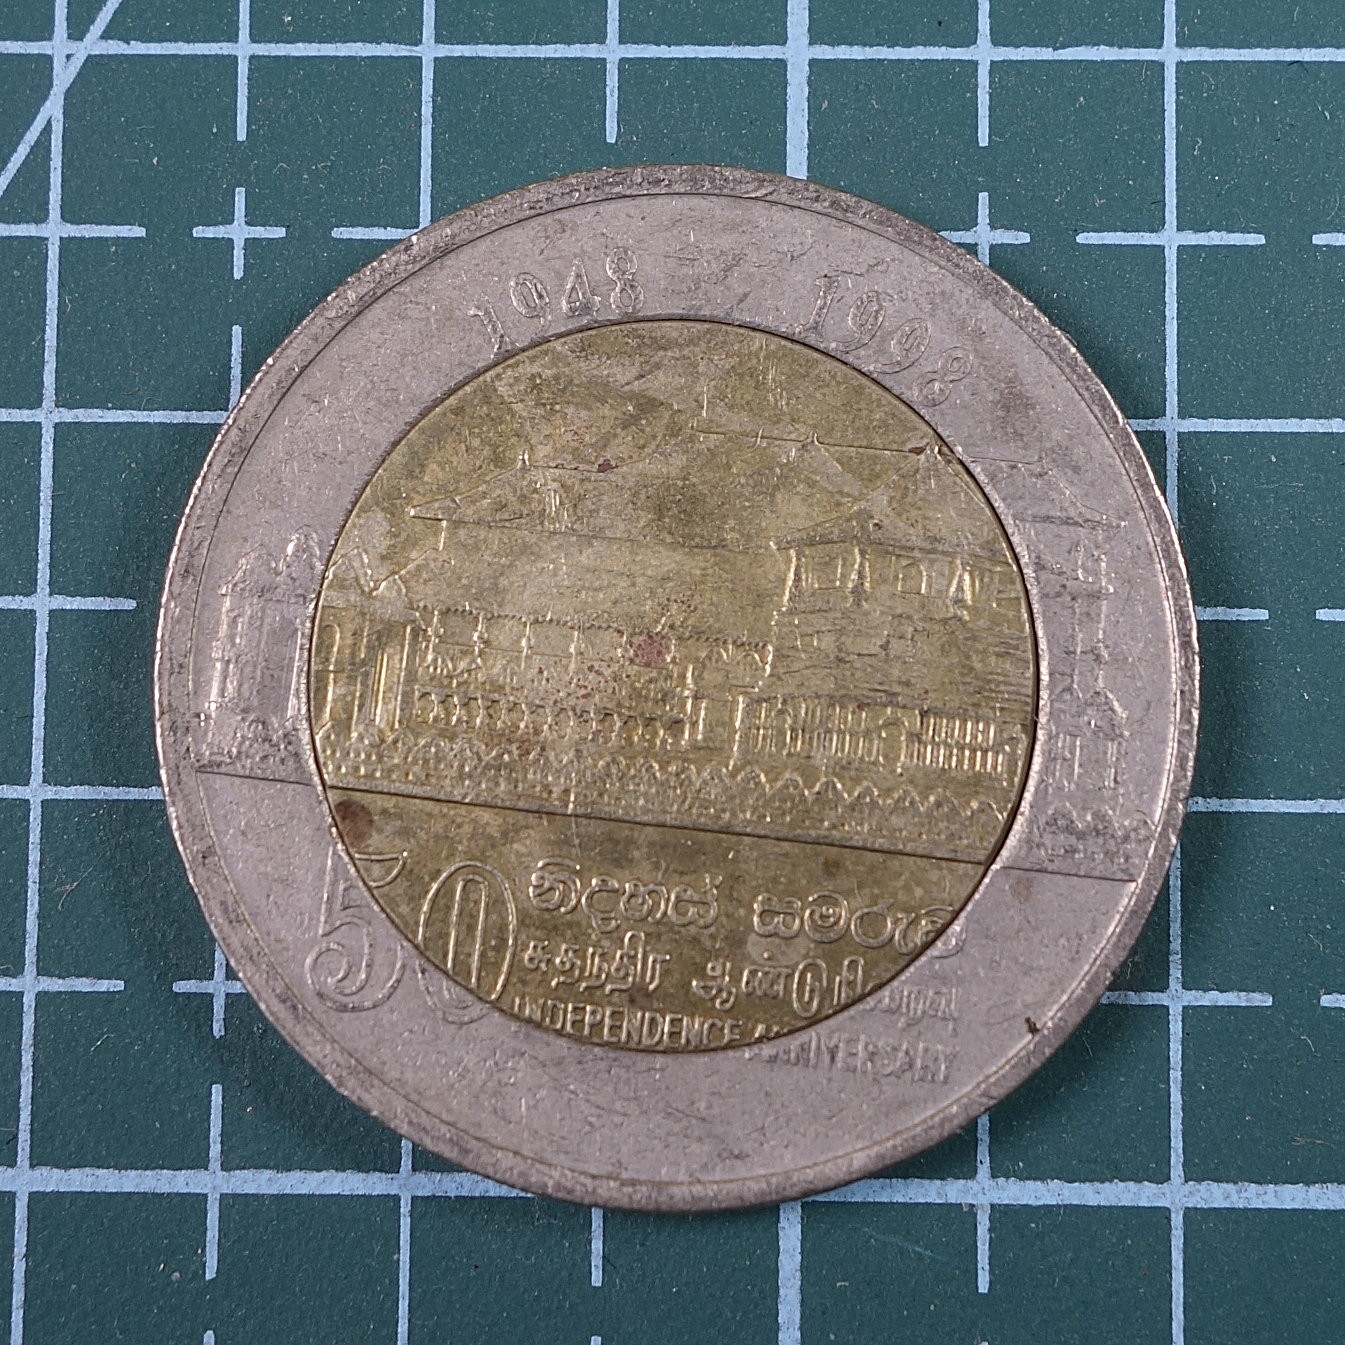 1948 1998
50 නිදහස් සමරුව
சுதந்திர ஆண்டு நிறைவு
INDEPENDENCE ANNIVERSARY